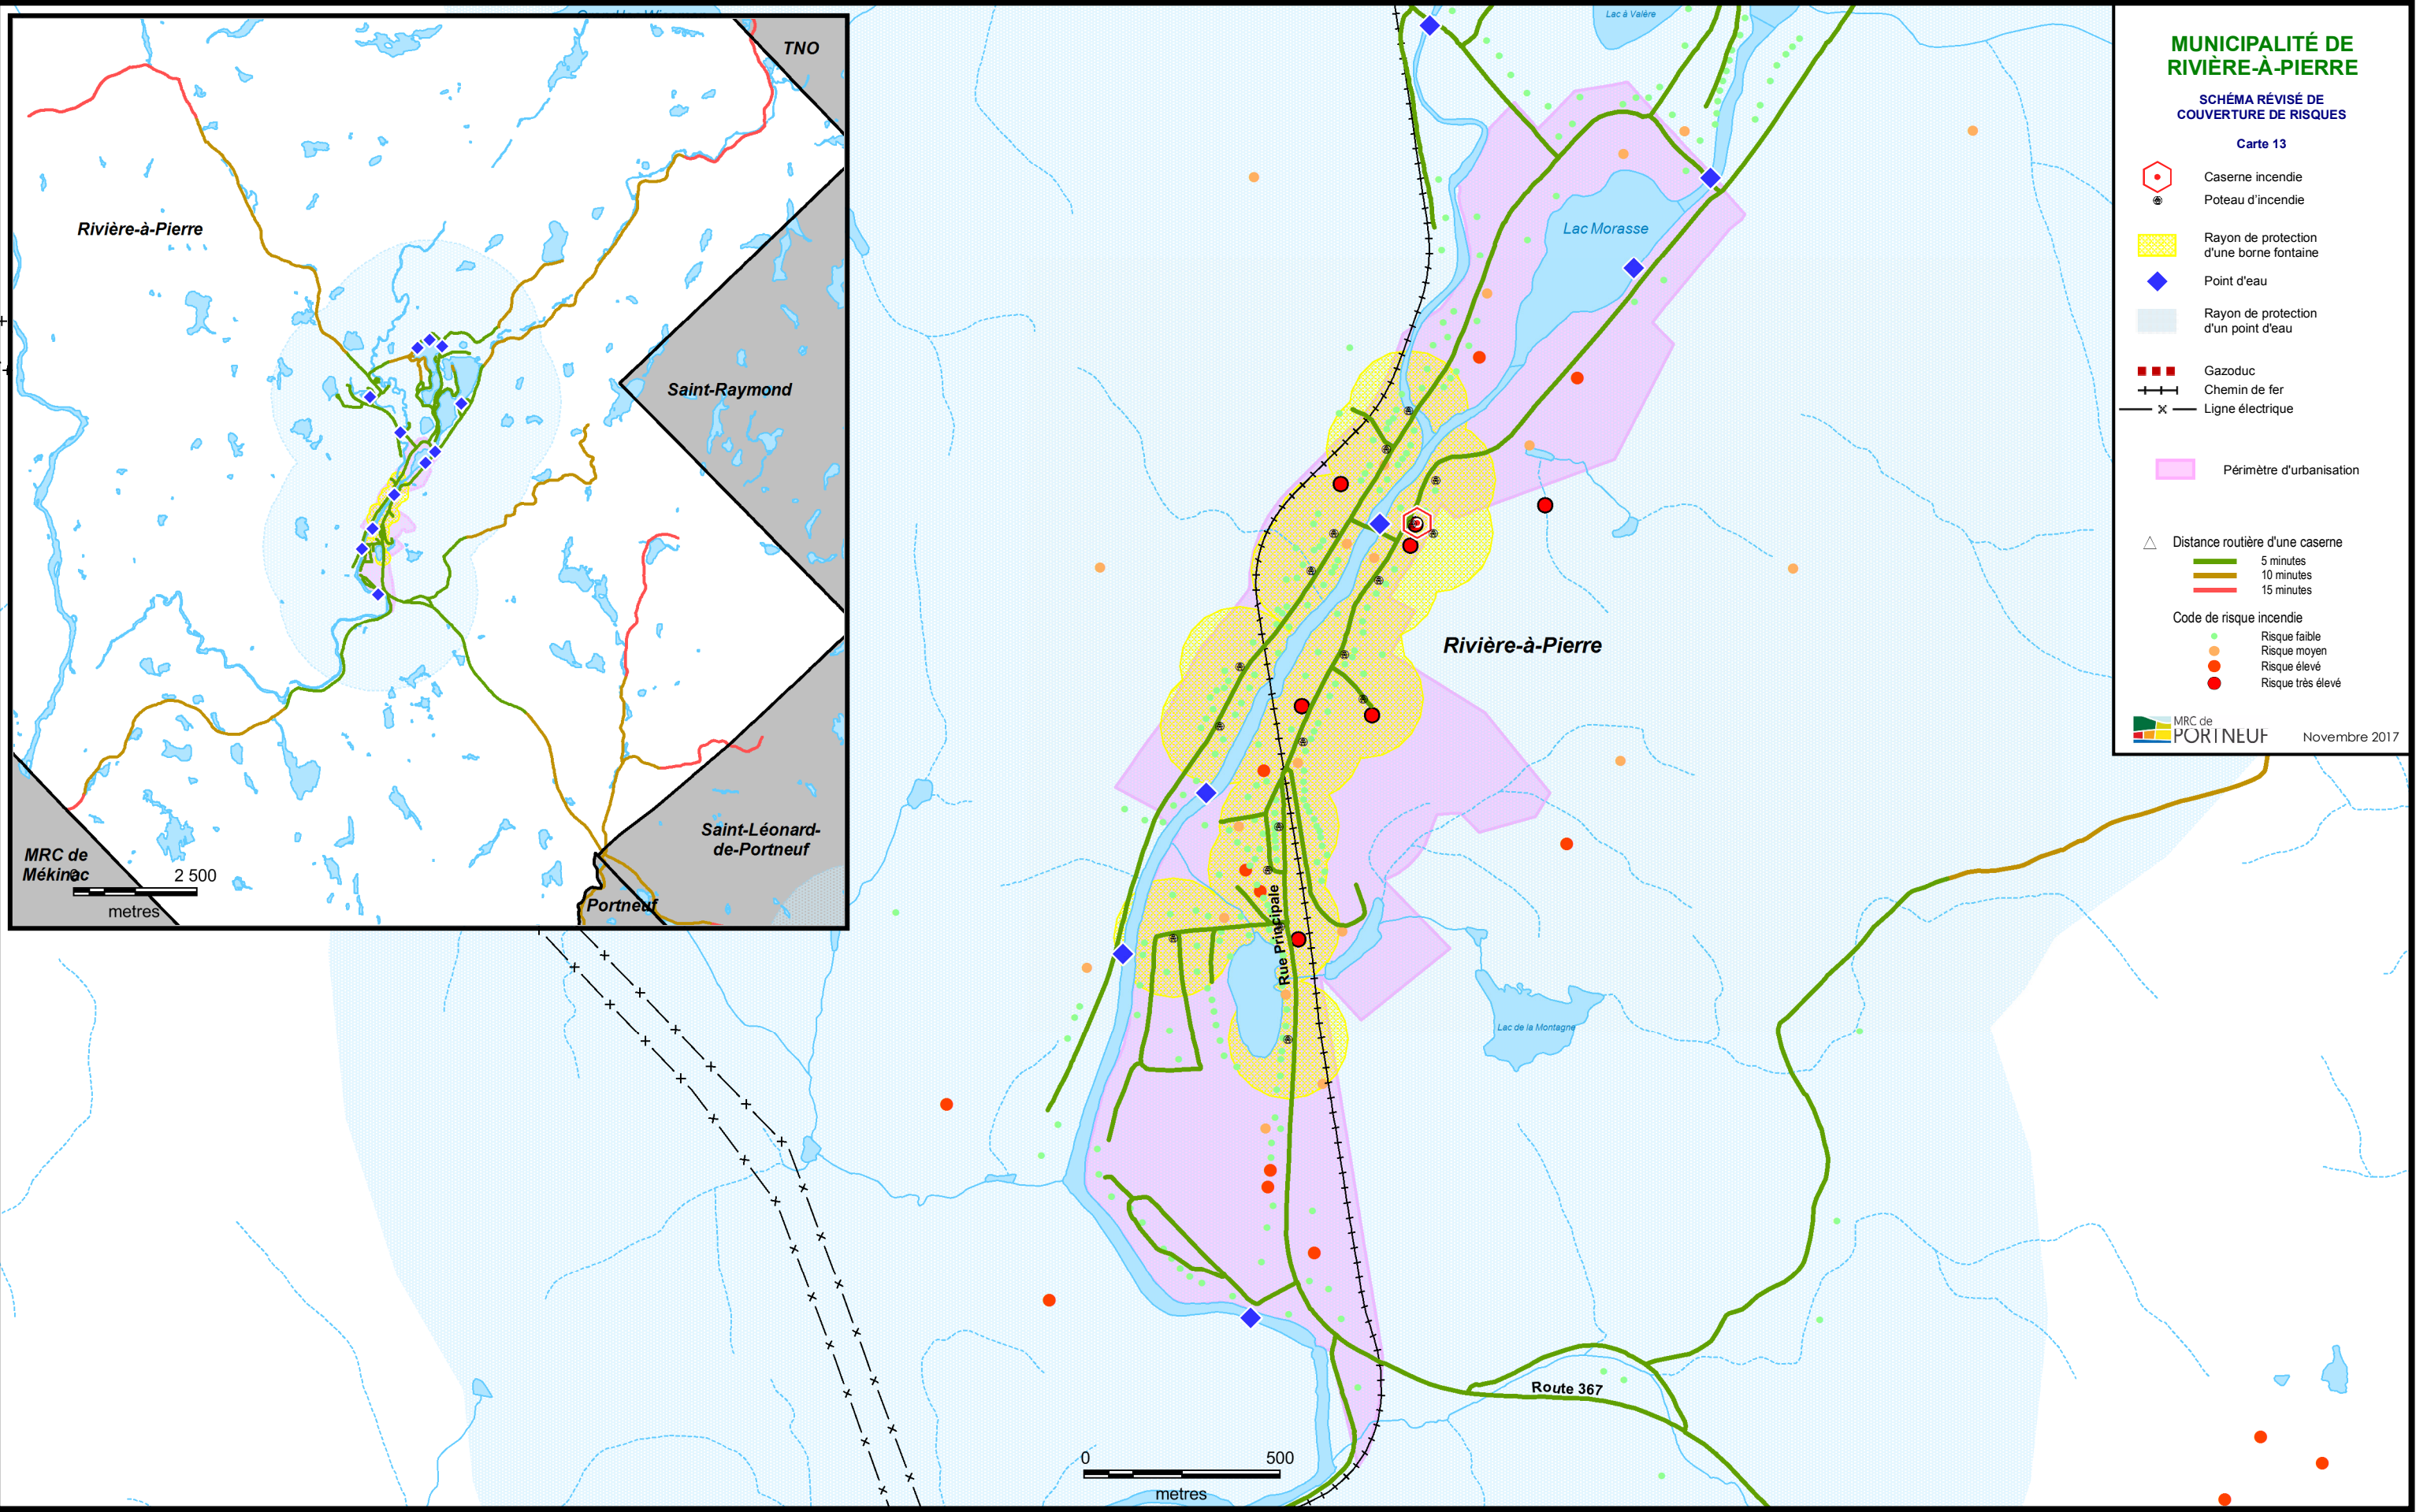 MUNICIPALITÉ DE
RIVIÈRE-À-PIERRE
SCHÉMA RÉVISÉ DE
COUVERTURE DE RISQUES
Carte 13
Caserne incendie
Poteau d'incendie
Rayon de protection
d'une borne fontaine
Point d'eau
Rayon de protection
d'un point d'eau
Gazoduc
Chemin de fer
Ligne électrique
Périmètre d'urbanisation
Distance routière d'une caserne
5 minutes
10 minutes
15 minutes
Code de risque incendie
Risque faible
Risque moyen
Risque élevé
Risque très élevé
MRC de
PORTNEUF
Novembre 2017
TNO
Rivière-à-Pierre
Saint-Raymond
Saint-Léonard-
de-Portneuf
MRC de
Mékinac
0 2 500
metres
Portneuf
Lac à Valère
Lac Morasse
Rivière-à-Pierre
Rue Principale
Lac de la Montagne
Route 367
0 500
metres